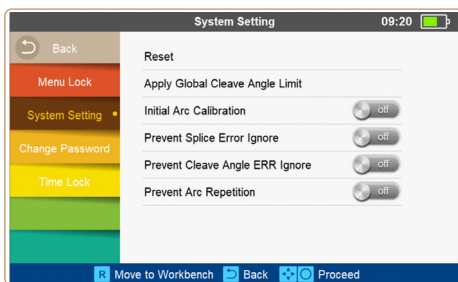 System Setting 09:20
Back
Menu Lock
System Setting
Change Password
Time Lock
Reset
Apply Global Cleave Angle Limit
Initial Arc Calibration off
Prevent Splice Error Ignore off
Prevent Cleave Angle ERR Ignore off
Prevent Arc Repetition off
R Move to Workbench Back Proceed